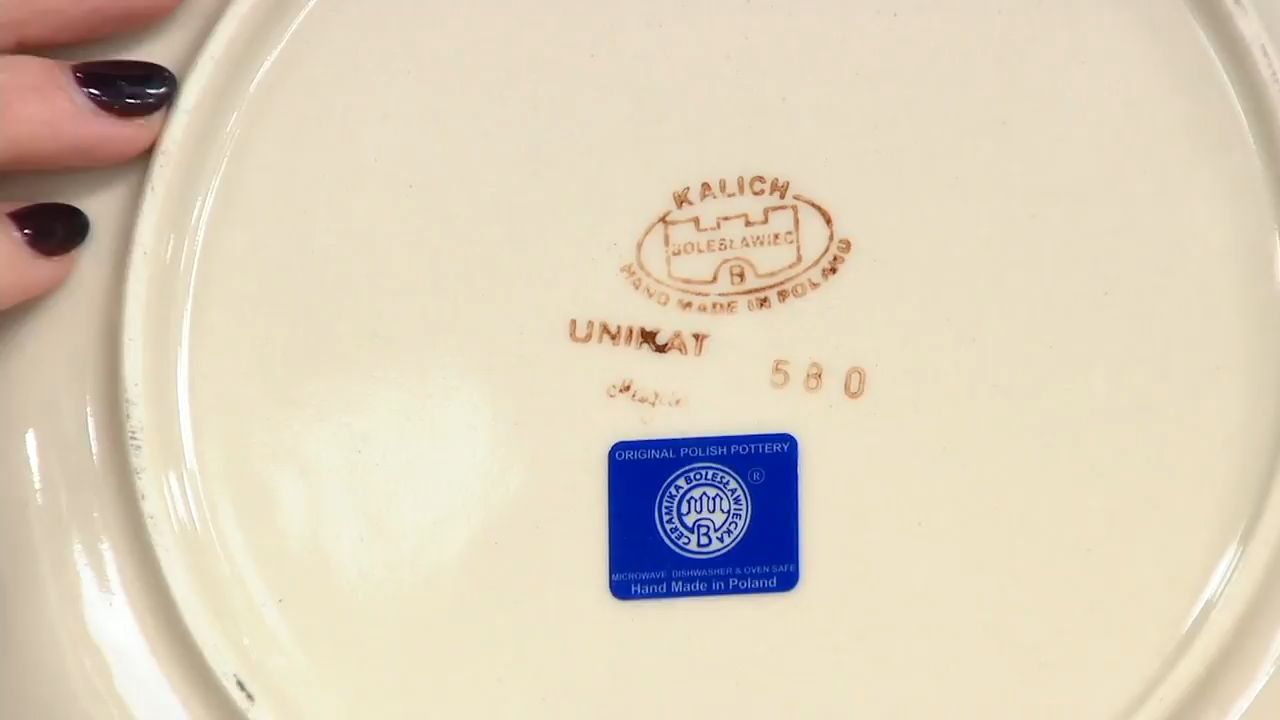 KALICH
BOLESŁAWIEC
B
HAND MADE IN POLAND
UNIKAT
580
ORIGINAL POLISH POTTERY
®
CERAMIKA BOLESŁAWIECKA
B
MICROWAVE DISHWASHER & OVEN SAFE
Hand Made in Poland